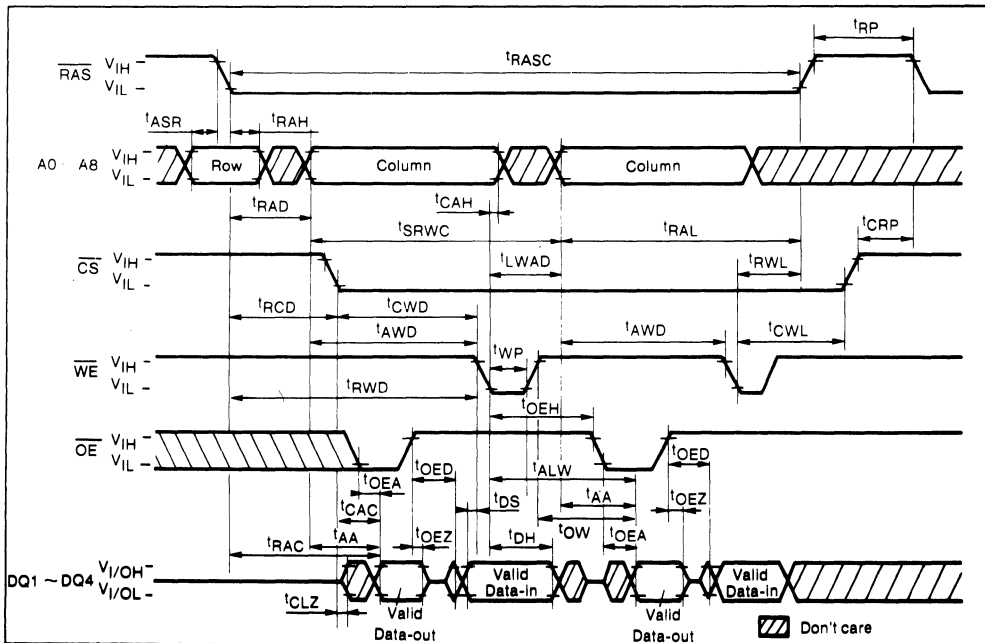 tRP
tRASC
RAS
VIH
VIL
tASR
tRAH
A0 A8
VIH
VIL
Row
Column
Column
tRAD
tCAH
tCRP
tSRWC
tRAL
tLWAD
tRWL
CS
VIH
VIL
tRCD
tCWD
tAWD
tAWD
tCWL
tWP
WE
VIH
VIL
tRWD
tOEH
OE
VIH
VIL
tOED
tOED
tOEA
tALW
tCAC
tDS
tAA
tOEZ
tRAC
tAA
tOEZ
tOW
tOEA
tDH
DQ1 ~ DQ4
VI/OH
VI/OL
Valid Data-in
Valid Data-in
tCLZ
Valid Data-out
Valid Data-out
Don't care